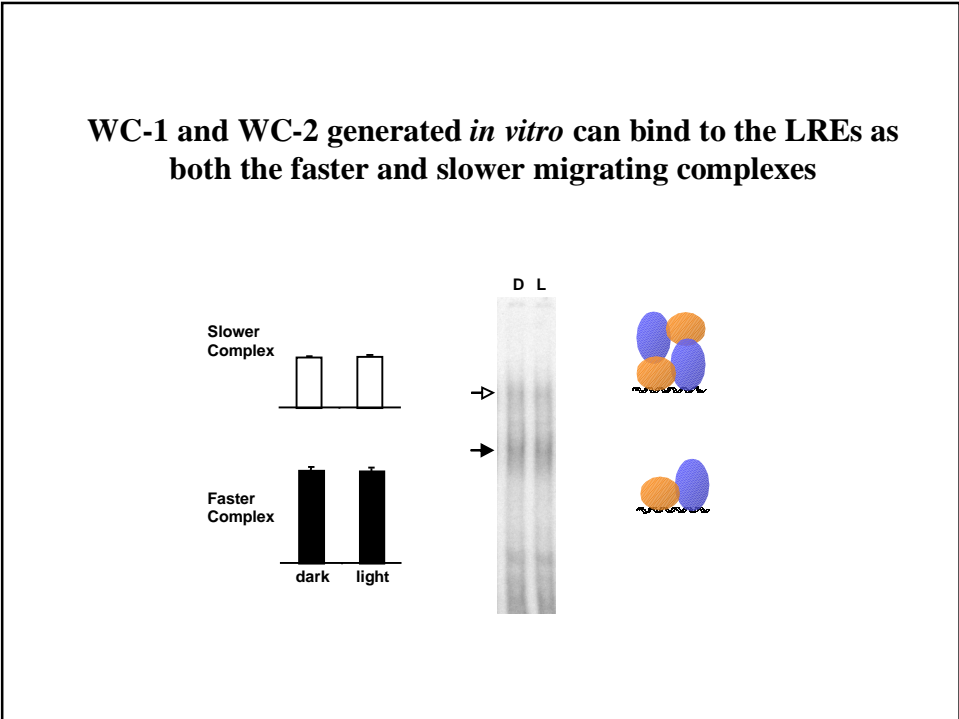 WC-1 and WC-2 generated in vitro can bind to the LREs as
both the faster and slower migrating complexes
D L
Slower
Complex
Faster
Complex
dark light